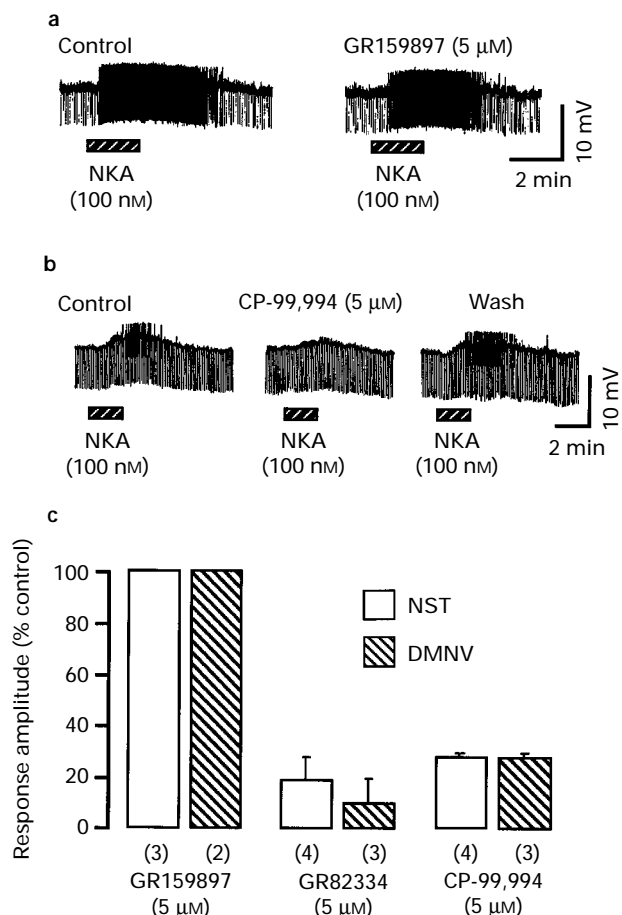 a
Control
GR159897 (5 µM)
NKA
(100 nM)
NKA
(100 nM)
10 mV
2 min
b
Control
CP-99,994 (5 µM)
Wash
NKA
(100 nM)
NKA
(100 nM)
NKA
(100 nM)
10 mV
2 min
c
Response amplitude (% control)
100
80
60
40
20
0
NST
DMNV
(3) (2)
GR159897
(5 µM)
(4) (3)
GR82334
(5 µM)
(4) (3)
CP-99,994
(5 µM)